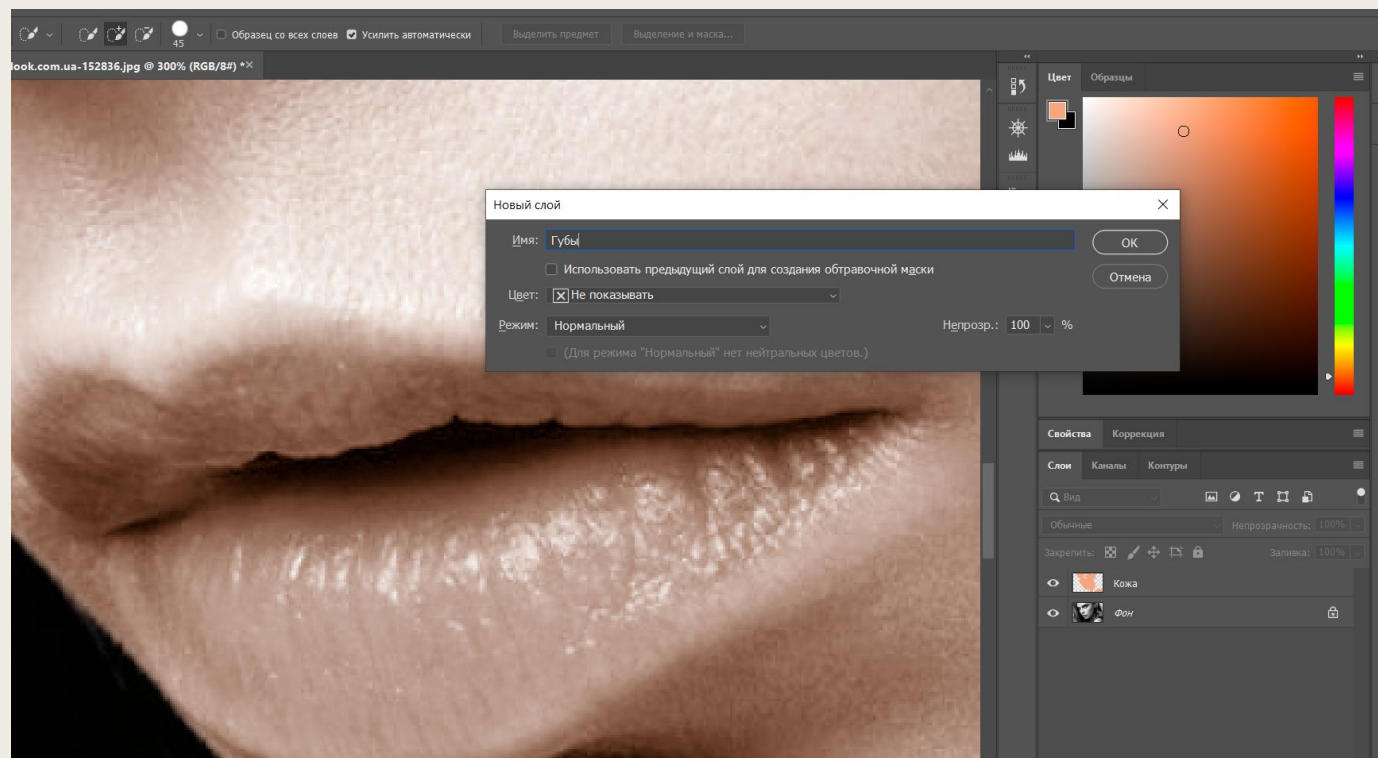 45
Образец со всех слоев
Усилить автоматически
Выделить предмет
Выделение и маска...
look.com.ua-152836.jpg @ 300% (RGB/8#) *
Цвет
Образцы
Новый слой
Имя: Губы
OK
Использовать предыдущий слой для создания обтравочной маски
Отмена
Цвет: Не показывать
Режим: Нормальный
Непрозр.: 100 %
(Для режима "Нормальный" нет нейтральных цветов.)
Свойства
Коррекция
Слои
Каналы
Контуры
Вид
Обычные
Непрозрачность: 100%
Закрепить:
Заливка: 100%
Кожа
Фон